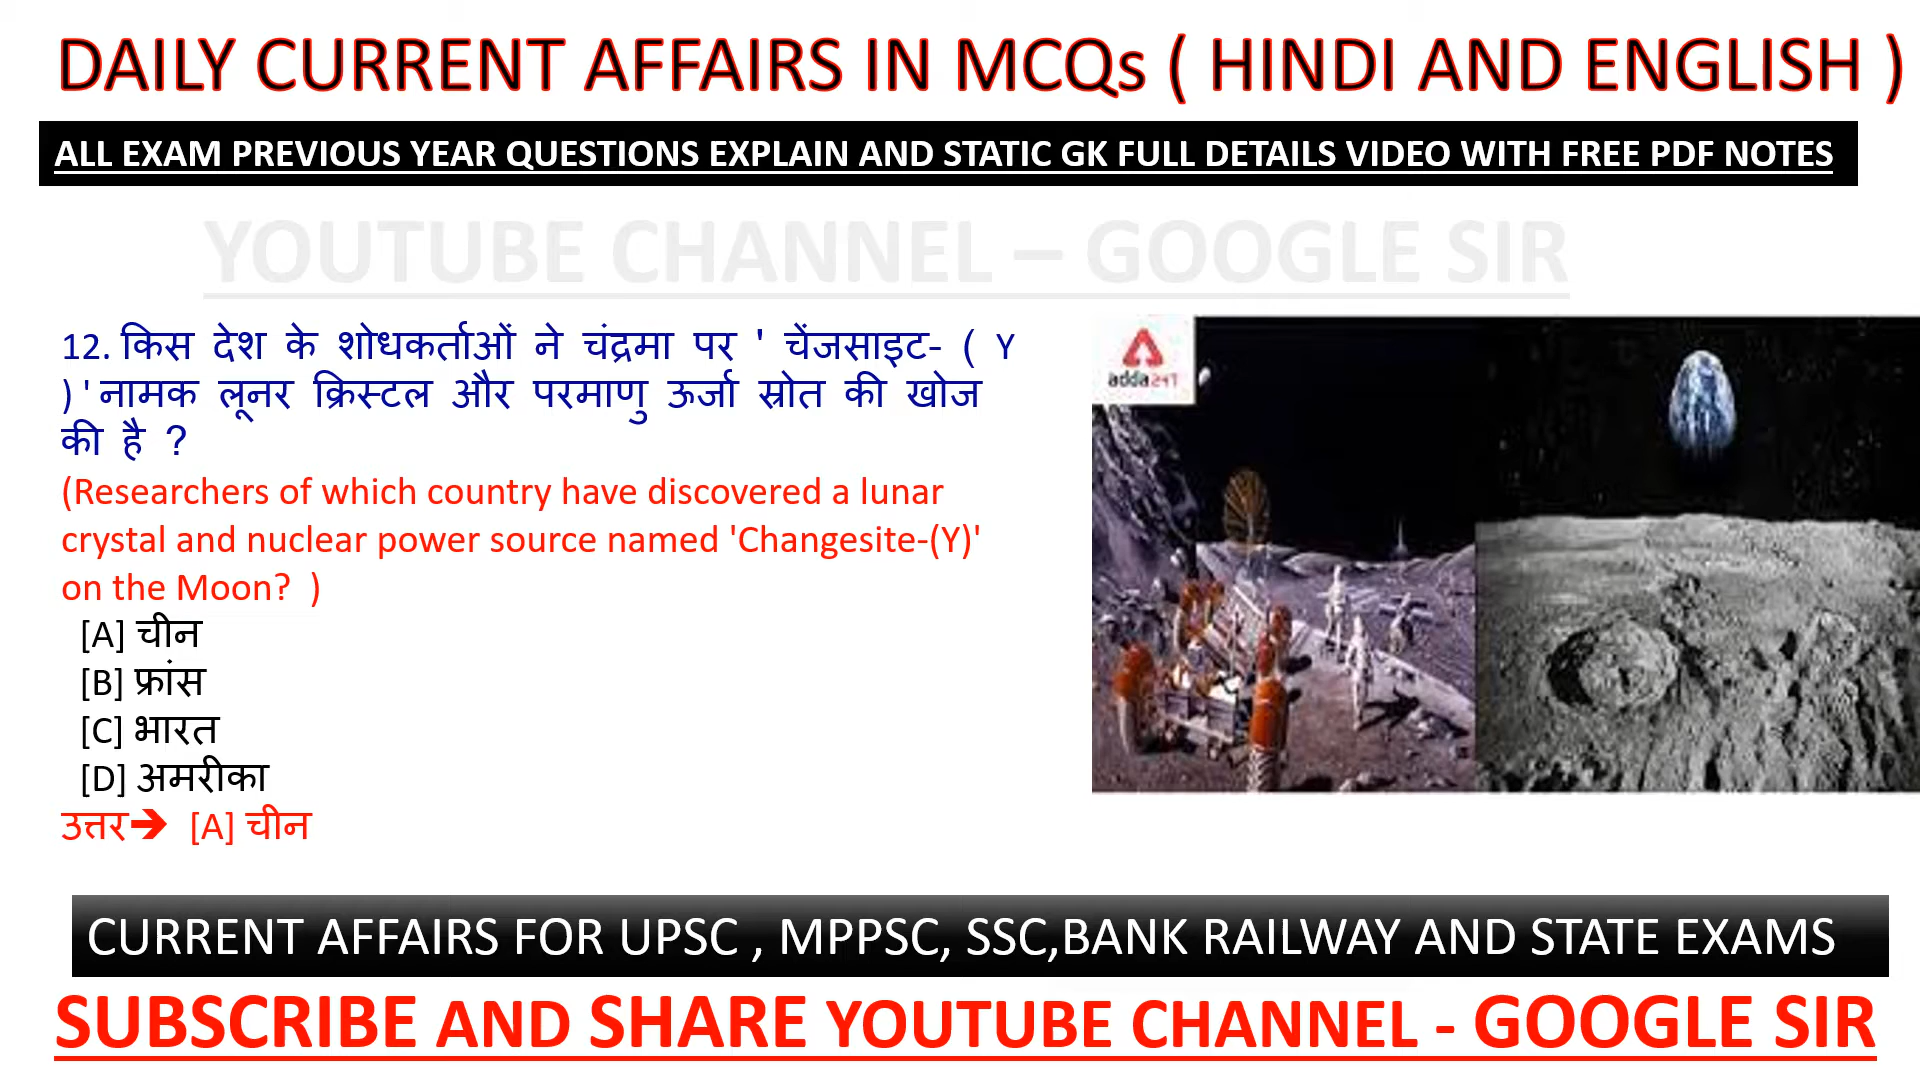 DAILY CURRENT AFFAIRS IN MCQs ( HINDI AND ENGLISH )
ALL EXAM PREVIOUS YEAR QUESTIONS EXPLAIN AND STATIC GK FULL DETAILS VIDEO WITH FREE PDF NOTES
YOUTUBE CHANNEL – GOOGLE SIR
12. किस देश के शोधकर्ताओं ने चंद्रमा पर ' चेंजसाइट- ( Y
) ' नामक लूनर क्रिस्टल और परमाणु ऊर्जा स्रोत की खोज
की है ?
(Researchers of which country have discovered a lunar
crystal and nuclear power source named 'Changesite-(Y)'
on the Moon? )
[A] चीन
[B] फ्रांस
[C] भारत
[D] अमरीका
उत्तर➔ [A] चीन
adda247
CURRENT AFFAIRS FOR UPSC , MPPSC, SSC,BANK RAILWAY AND STATE EXAMS
SUBSCRIBE AND SHARE YOUTUBE CHANNEL - GOOGLE SIR